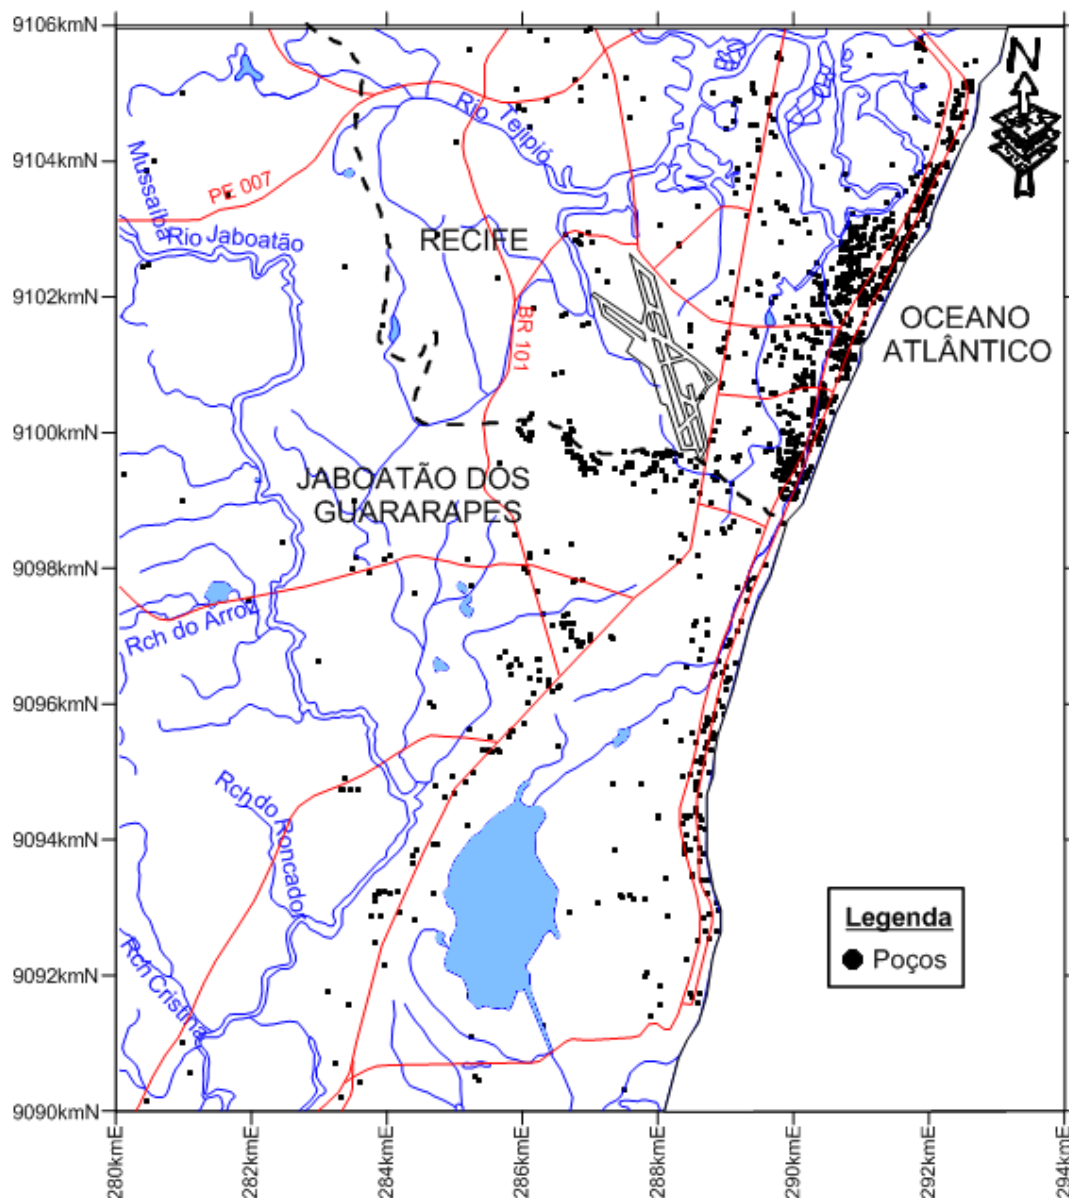 9106kmN
9104kmN
9102kmN
9100kmN
9098kmN
9096kmN
9094kmN
9092kmN
9090kmN
N
Rio Tejipió
Mussaíba
PE 007
Rio Jaboatão
RECIFE
BR 101
OCEANO
ATLÂNTICO
JABOATÃO DOS
GUARARAPES
Rch do Arroz
Rch do Roncador
Rch Cristina
Legenda
Poços
280kmE
282kmE
284kmE
286kmE
288kmE
290kmE
292kmE
294kmE